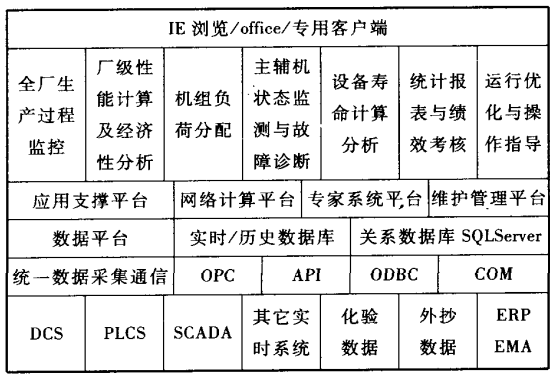 IE 浏览/office/专用客户端
全厂生产过程监控
厂级性能计算及经济性分析
机组负荷分配
主辅机状态监测与故障诊断
设备寿命计算分析
统计报表与绩效考核
运行优化与操作指导
应用支撑平台 网络计算平台 专家系统平台 维护管理平台
数据平台 实时/历史数据库 关系数据库 SQLServer
统一数据采集通信 OPC API ODBC COM
DCS
PLCS
SCADA
其它实时系统
化验数据
外抄数据
ERP
EMA